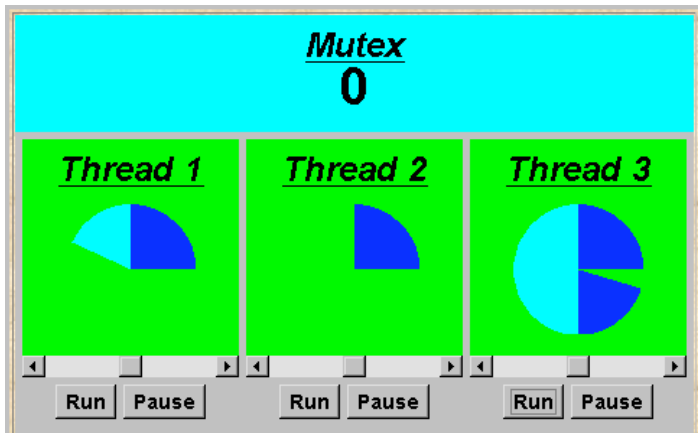 Mutex
0
Thread 1
Thread 2
Thread 3
Run Pause
Run Pause
Run Pause